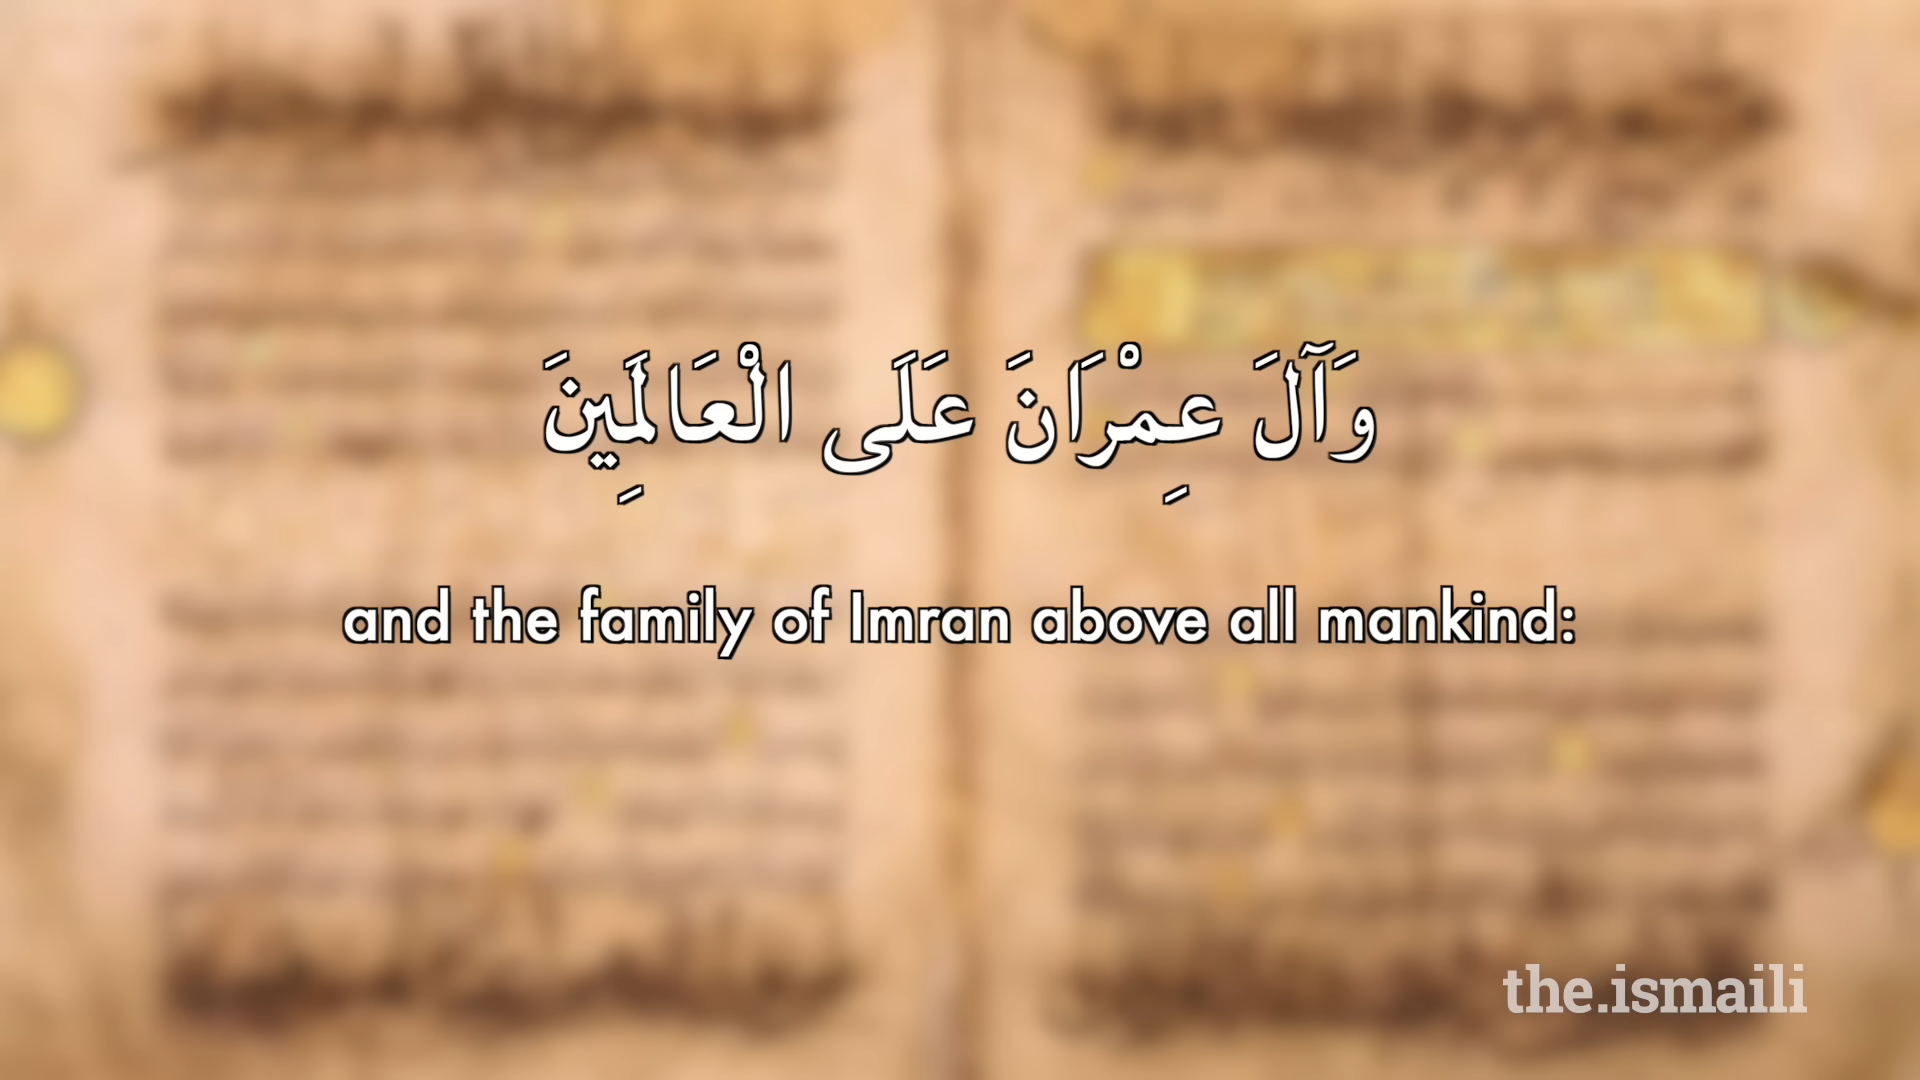 وَآلَ عِمْرَانَ عَلَى الْعَالَمِينَ
and the family of Imran above all mankind:
the.ismaili